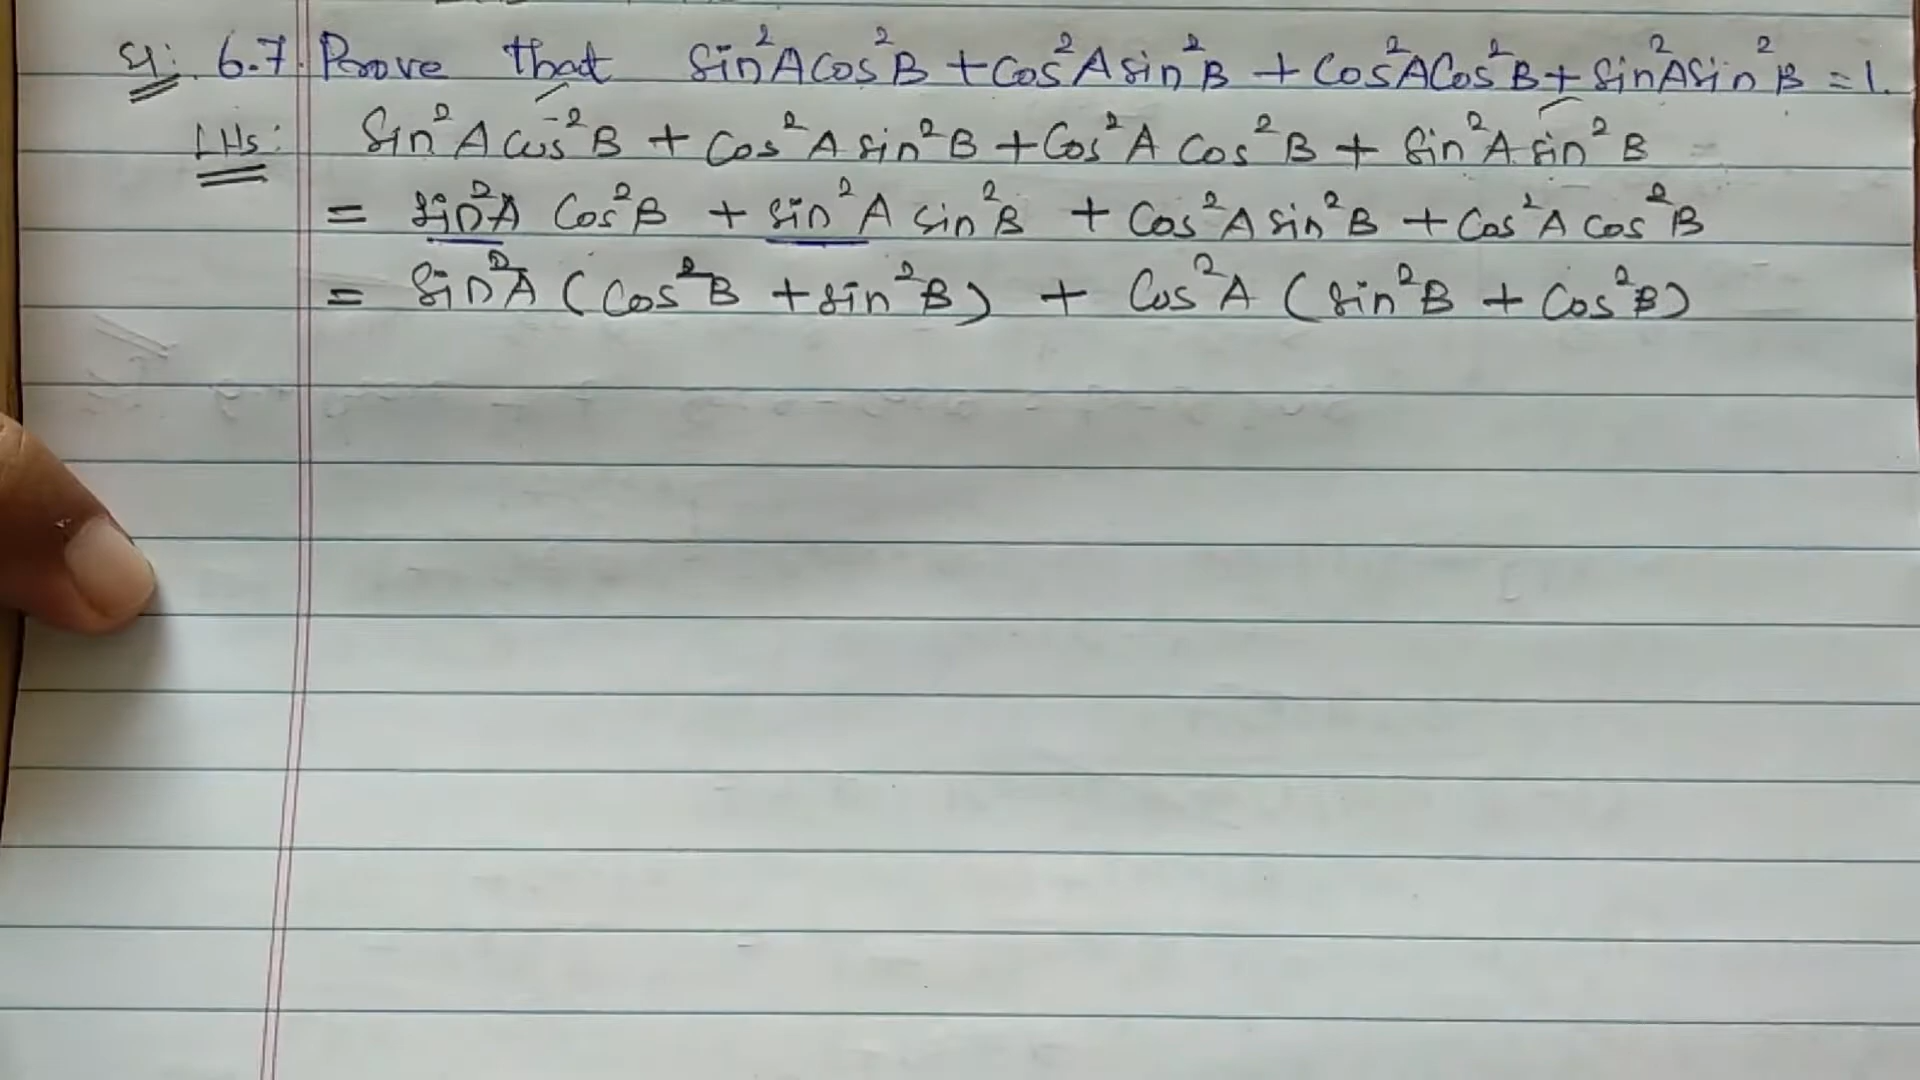 Eg: 6.7. Prove that sin²A cos²B + cos²A sin²B + cos²A cos²B + sin²A sin²B = 1.
LHS: sin²A cos²B + cos²A sin²B + cos²A cos²B + sin²A sin²B
= sin²A cos²B + sin²A sin²B + cos²A sin²B + cos²A cos²B
= sin²A (cos²B + sin²B) + cos²A (sin²B + cos²B)